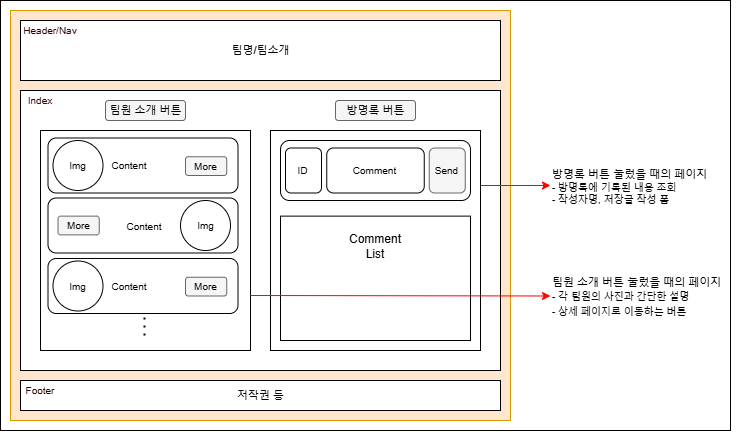 Header/Nav
팀명/팀소개
Index
팀원 소개 버튼
Img
Content
More
More
Content
Img
Img
Content
More
방명록 버튼
ID
Comment
Send
Comment
List
방명록 버튼 눌렀을 때의 페이지
- 방명록에 기록된 내용 조회
- 작성자명, 저장글 작성 폼
팀원 소개 버튼 눌렀을 때의 페이지
- 각 팀원의 사진과 간단한 설명
- 상세 페이지로 이동하는 버튼
Footer
저작권 등